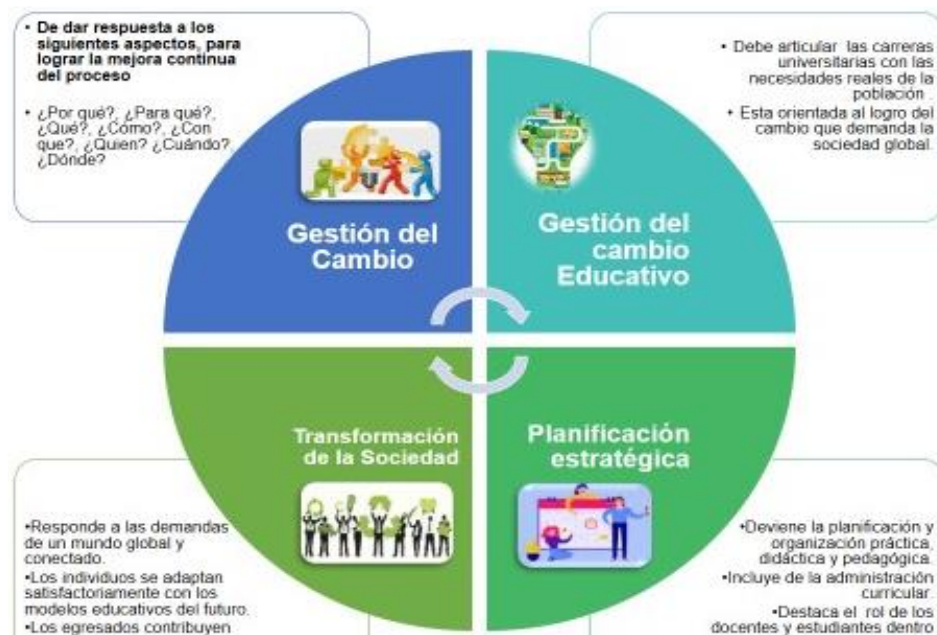 • De dar respuesta a los
siguientes aspectos, para
lograr la mejora continua
del proceso
• ¿Por qué?, ¿Para qué?,
¿Qué?, ¿Cómo?, ¿Con
que?, ¿Quien? ¿Cuándo?
¿Dónde?
Gestión del
Cambio
• Debe articular las carreras
universitarias con las
necesidades reales de la
población .
• Esta orientada al logro del
cambio que demanda la
sociedad global.
Gestión del
cambio
Educativo
Transformación
de la Sociedad
•Responde a las demandas
de un mundo global y
conectado.
•Los individuos se adaptan
satisfactoriamente con los
modelos educativos del futuro.
•Los egresados contribuyen
Planificación
estratégica
•Deviene la planificación y
organización práctica,
didáctica y pedagógica.
•Incluye de la administración
curricular.
•Destaca el rol de los
docentes y estudiantes dentro